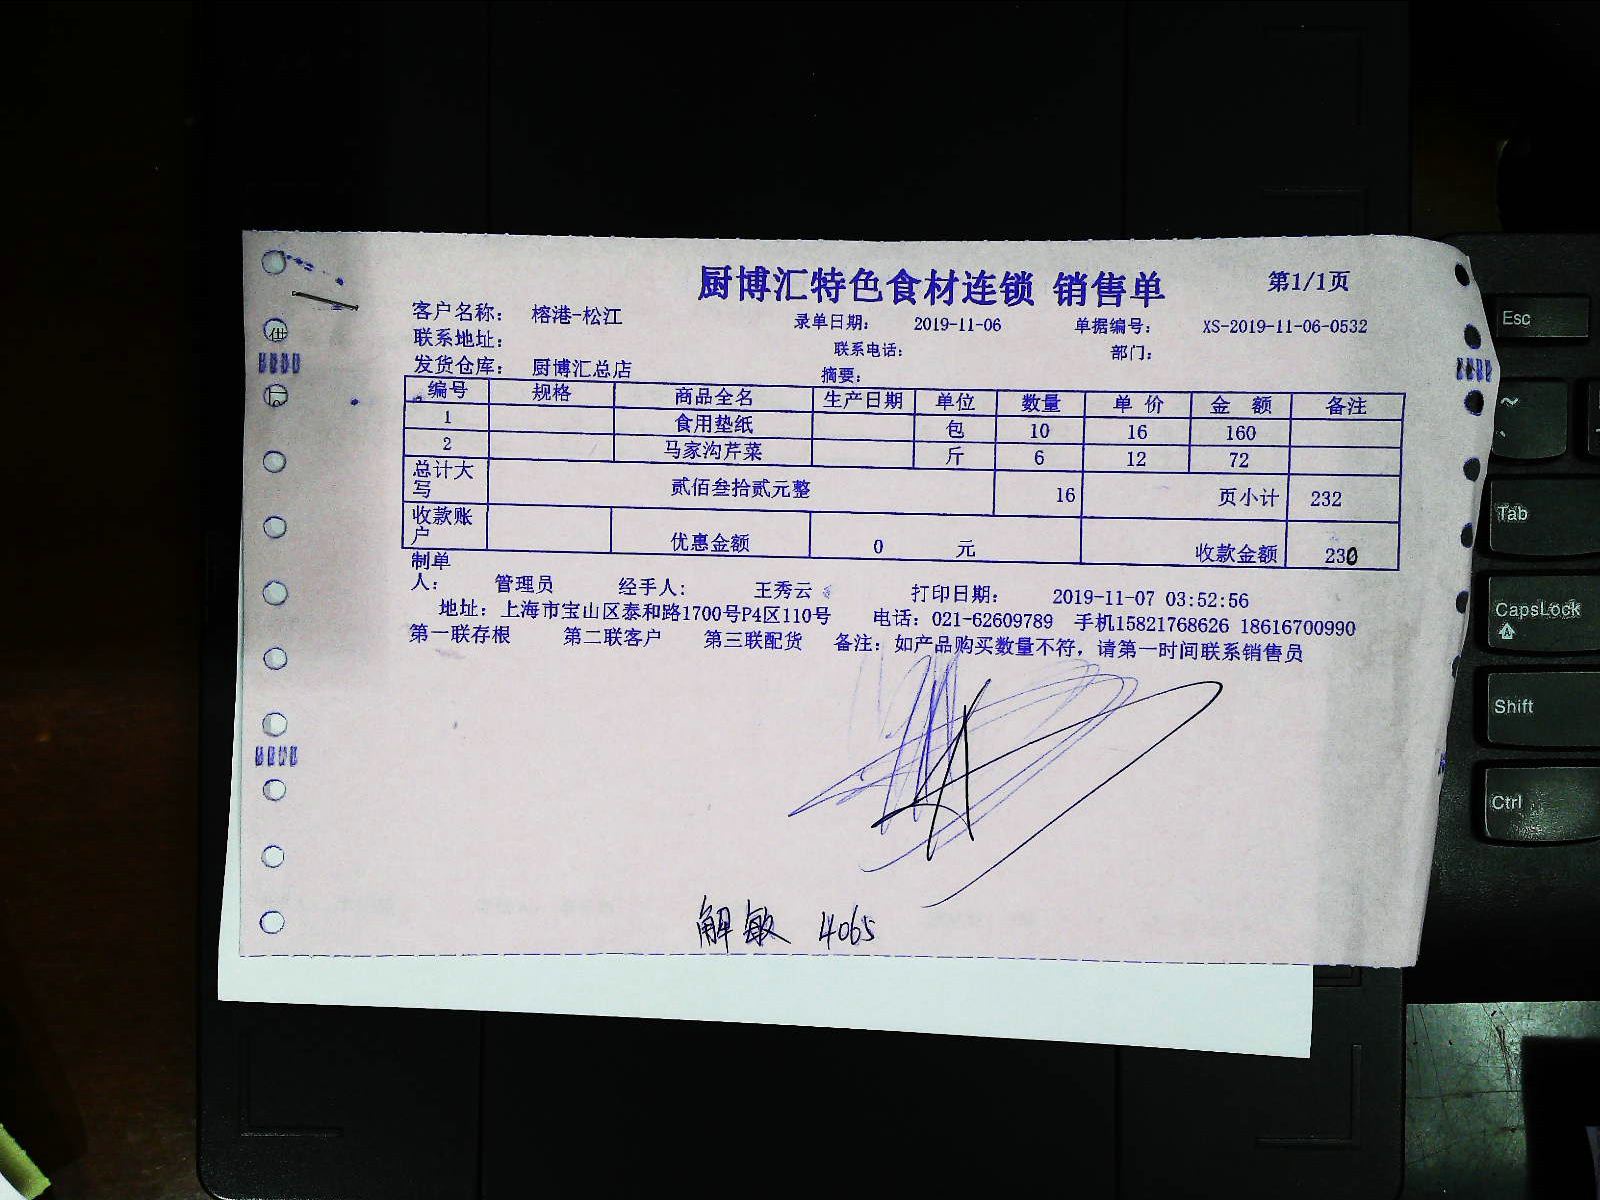 厨博汇特色食材连锁 销售单 第1/1页
客户名称： 榕港-松江 录单日期： 2019-11-06 单据编号： XS-2019-11-06-0532
联系地址： 联系电话： 部门：
发货仓库： 厨博汇总店 摘要：
编号 规格 商品全名 生产日期 单位 数量 单 价 金 额 备注
1 食用垫纸 包 10 16 160
2 马家沟芹菜 斤 6 12 72
总计大写 贰佰叁拾贰元整 16 页小计 232
收款账户 优惠金额 0 元 收款金额 230
制单人： 管理员 经手人： 王秀云 打印日期： 2019-11-07 03:52:56
地址：上海市宝山区泰和路1700号P4区110号 电话：021-62609789 手机15821768626 18616700990
第一联存根 第二联客户 第三联配货 备注：如产品购买数量不符，请第一时间联系销售员
解敏 4065
Esc
~
Tab
CapsLock
Shift
Ctrl